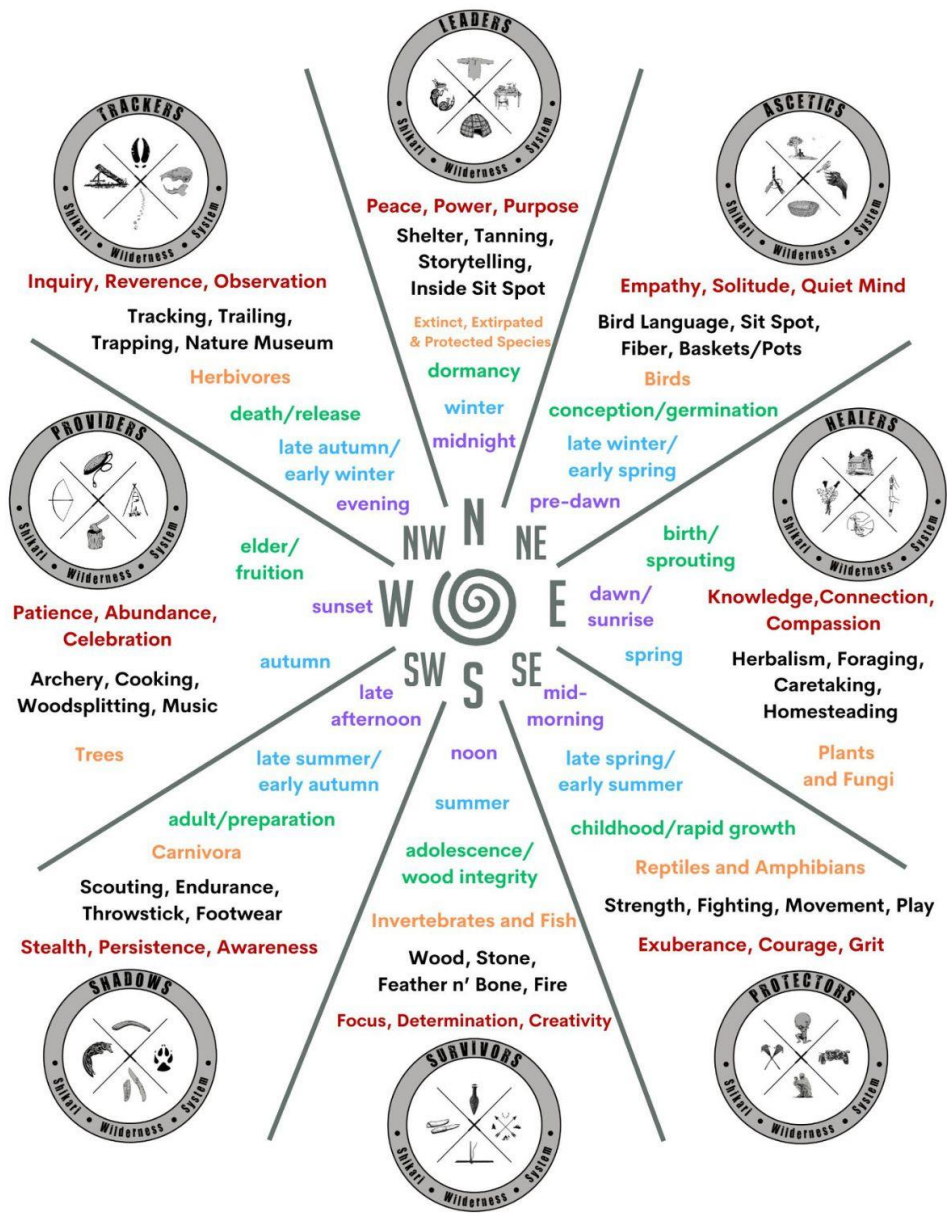 LEADERS
• Shikari • Wilderness • System •
Peace, Power, Purpose
Shelter, Tanning,
Storytelling,
Inside Sit Spot
Extinct, Extirpated
& Protected Species
dormancy
winter
midnight
N
ASCETICS
• Shikari • Wilderness • System •
Empathy, Solitude, Quiet Mind
Bird Language, Sit Spot,
Fiber, Baskets/Pots
Birds
conception/germination
late winter/
early spring
pre-dawn
NE
HEALERS
• Shikari • Wilderness • System •
birth/
sprouting
dawn/
sunrise
E
Knowledge,Connection,
Compassion
spring
Herbalism, Foraging,
Caretaking,
Homesteading
Plants
and Fungi
SE
mid-
morning
late spring/
early summer
childhood/rapid growth
Reptiles and Amphibians
Strength, Fighting, Movement, Play
Exuberance, Courage, Grit
PROTECTORS
• Shikari • Wilderness • System •
S
noon
summer
adolescence/
wood integrity
Invertebrates and Fish
Wood, Stone,
Feather n' Bone, Fire
Focus, Determination, Creativity
SURVIVORS
• Shikari • Wilderness • System •
SW
late
afternoon
late summer/
early autumn
adult/preparation
Carnivora
Scouting, Endurance,
Throwstick, Footwear
Stealth, Persistence, Awareness
SHADOWS
• Shikari • Wilderness • System •
PROVIDERS
• Shikari • Wilderness • System •
elder/
fruition
sunset
W
Patience, Abundance,
Celebration
autumn
Archery, Cooking,
Woodsplitting, Music
Trees
TRACKERS
• Shikari • Wilderness • System •
Inquiry, Reverence, Observation
Tracking, Trailing,
Trapping, Nature Museum
Herbivores
death/release
late autumn/
early winter
evening
NW